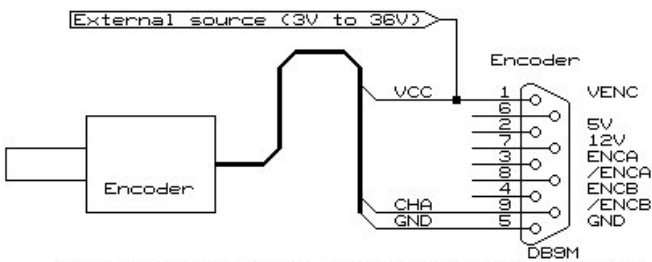 External source (3V to 36V)
Encoder
VCC 1 VENC
6
2 5V
7 12V
3 ENCA
8 /ENCA
Encoder 4 ENCB
CHA 9 /ENCB
GND 5 GND
DB9M